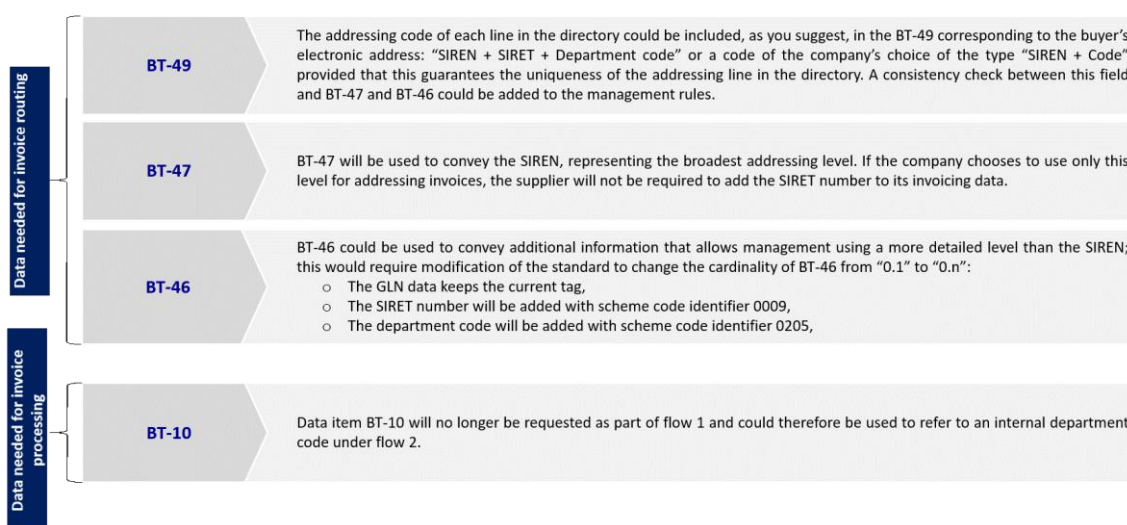 Data needed for invoice routing
BT-49
The addressing code of each line in the directory could be included, as you suggest, in the BT-49 corresponding to the buyer's
electronic address: “SIREN + SIRET + Department code” or a code of the company's choice of the type “SIREN + Code”
provided that this guarantees the uniqueness of the addressing line in the directory. A consistency check between this field
and BT-47 and BT-46 could be added to the management rules.
BT-47
BT-47 will be used to convey the SIREN, representing the broadest addressing level. If the company chooses to use only this
level for addressing invoices, the supplier will not be required to add the SIRET number to its invoicing data.
BT-46
BT-46 could be used to convey additional information that allows management using a more detailed level than the SIREN;
this would require modification of the standard to change the cardinality of BT-46 from “0.1” to “0.n”:
o The GLN data keeps the current tag,
o The SIRET number will be added with scheme code identifier 0009,
o The department code will be added with scheme code identifier 0205,
Data needed for invoice
processing
BT-10
Data item BT-10 will no longer be requested as part of flow 1 and could therefore be used to refer to an internal department
code under flow 2.